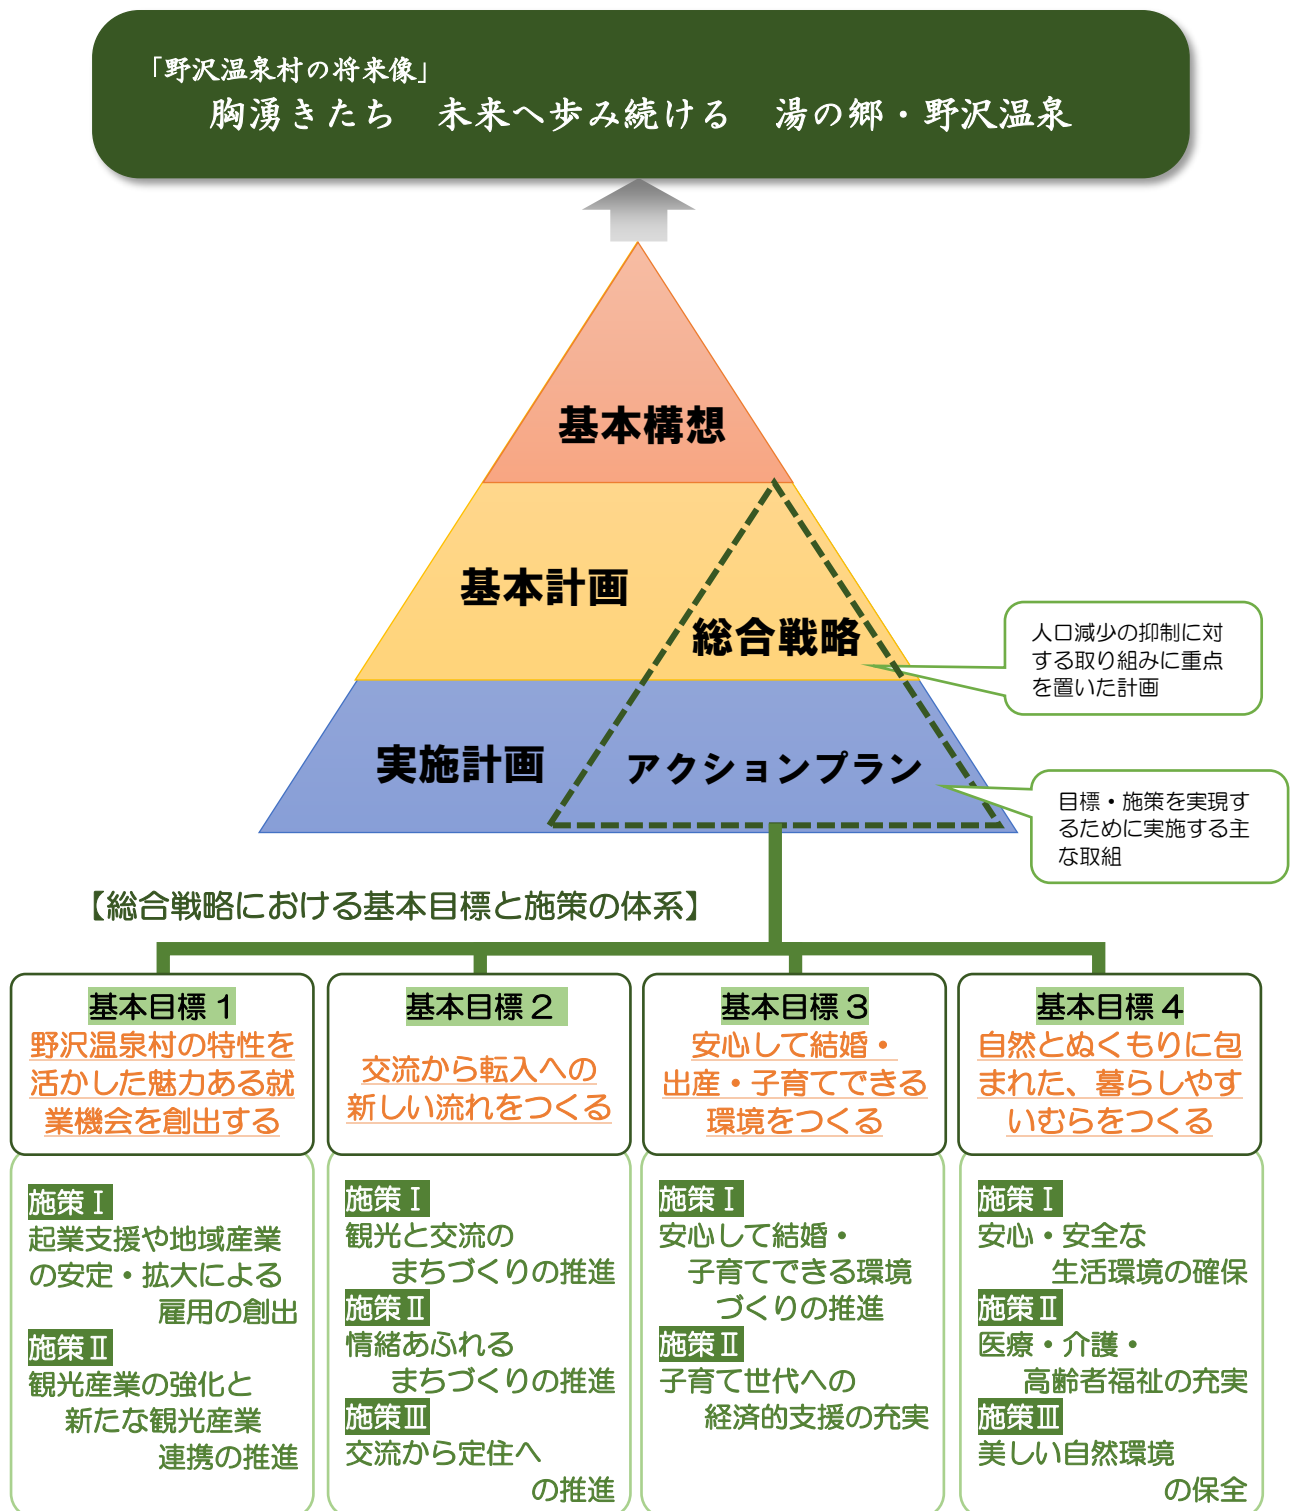 「野沢温泉村の将来像」
胸湧きたち　未来へ歩み続ける　湯の郷・野沢温泉
基本構想
基本計画
総合戦略
人口減少の抑制に対
する取り組みに重点
を置いた計画
実施計画
アクションプラン
目標・施策を実現す
るために実施する主
な取組
【総合戦略における基本目標と施策の体系】
基本目標１
野沢温泉村の特性を
活かした魅力ある就
業機会を創出する
施策Ⅰ
起業支援や地域産業
の安定・拡大による
雇用の創出
施策Ⅱ
観光産業の強化と
新たな観光産業
連携の推進
基本目標２
交流から転入への
新しい流れをつくる
施策Ⅰ
観光と交流の
まちづくりの推進
施策Ⅱ
情緒あふれる
まちづくりの推進
施策Ⅲ
交流から定住へ
の推進
基本目標３
安心して結婚・
出産・子育てできる
環境をつくる
施策Ⅰ
安心して結婚・
子育てできる環境
づくりの推進
施策Ⅱ
子育て世代への
経済的支援の充実
基本目標４
自然とぬくもりに包
まれた、暮らしやす
いむらをつくる
施策Ⅰ
安心・安全な
生活環境の確保
施策Ⅱ
医療・介護・
高齢者福祉の充実
施策Ⅲ
美しい自然環境
の保全